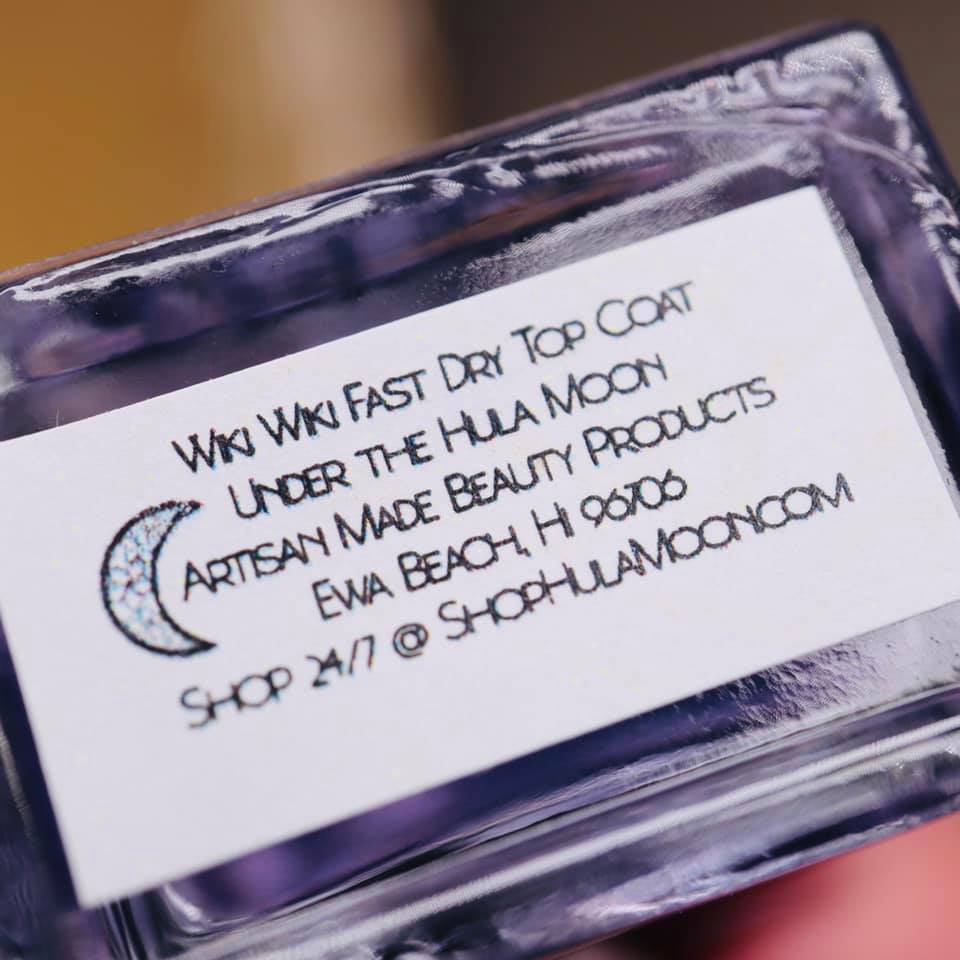 Wiki Wiki Fast Dry Top Coat
Under the Hula Moon
Artisan Made Beauty Products
Ewa Beach, HI 96706
Shop 24/7 @ ShopHulaMoon.com